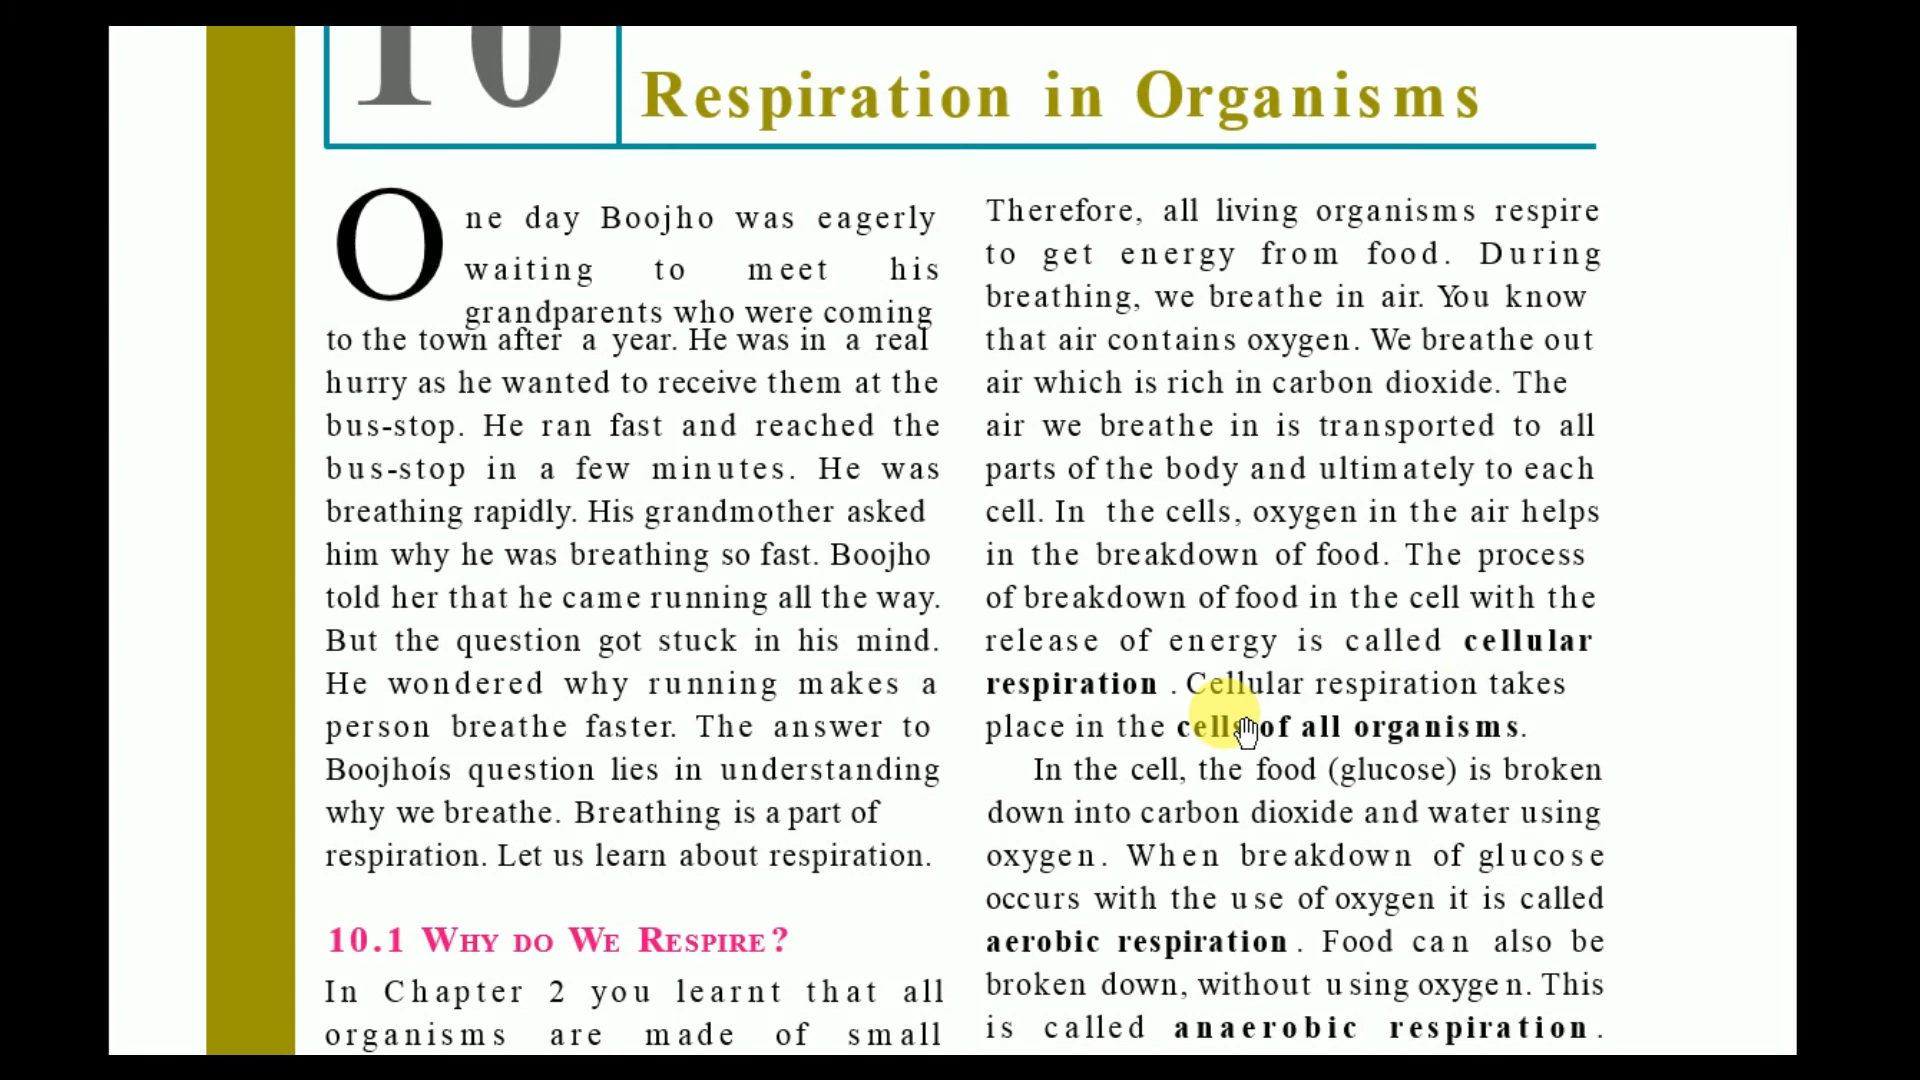 10
Respiration in Organisms
One day Boojho was eagerly
waiting to meet his
grandparents who were coming
to the town after a year. He was in a real
hurry as he wanted to receive them at the
bus-stop. He ran fast and reached the
bus-stop in a few minutes. He was
breathing rapidly. His grandmother asked
him why he was breathing so fast. Boojho
told her that he came running all the way.
But the question got stuck in his mind.
He wondered why running makes a
person breathe faster. The answer to
Boojhoís question lies in understanding
why we breathe. Breathing is a part of
respiration. Let us learn about respiration.
10.1 WHY DO WE RESPIRE?
In Chapter 2 you learnt that all
organisms are made of small
Therefore, all living organisms respire
to get energy from food. During
breathing, we breathe in air. You know
that air contains oxygen. We breathe out
air which is rich in carbon dioxide. The
air we breathe in is transported to all
parts of the body and ultimately to each
cell. In the cells, oxygen in the air helps
in the breakdown of food. The process
of breakdown of food in the cell with the
release of energy is called cellular
respiration . Cellular respiration takes
place in the cells of all organisms.
In the cell, the food (glucose) is broken
down into carbon dioxide and water using
oxygen. When breakdown of glucose
occurs with the use of oxygen it is called
aerobic respiration . Food can also be
broken down, without using oxygen. This
is called anaerobic respiration .